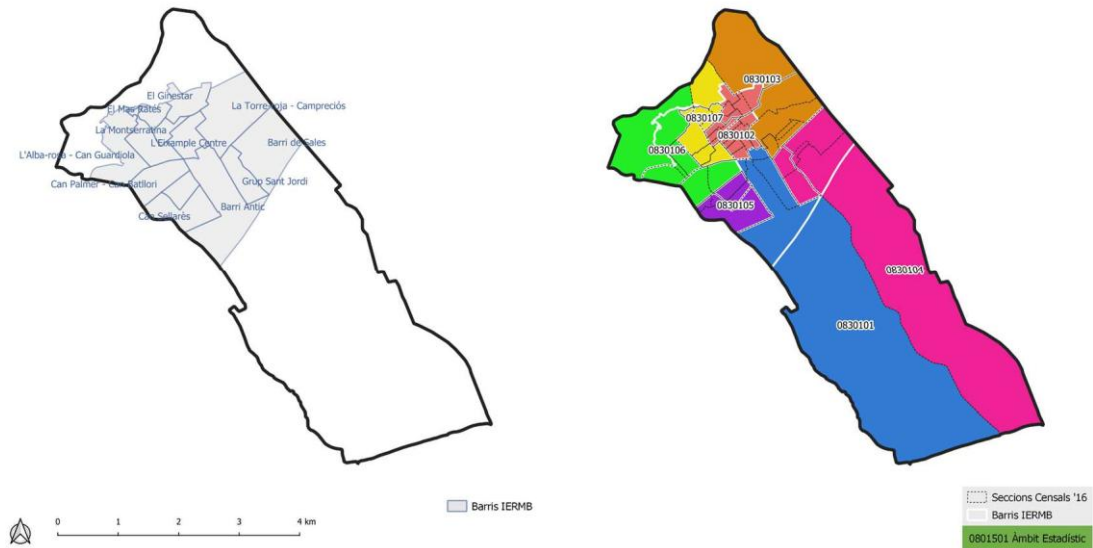 El Ginestar
La Torre-roja - Campreciós
El Mas Ratés
La Montserratina
L'Eixample Centre
Barri de Sales
L'Alba-rosa - Can Guardiola
Can Palmer - Can Batllori
Grup Sant Jordi
Barri Antic
Can Sellarès
Barris IERMB
0
1
2
3
4 km
0830103
0830107
0830102
0830106
0830105
0830104
0830101
Seccions Censals '16
Barris IERMB
0801501 Àmbit Estadístic